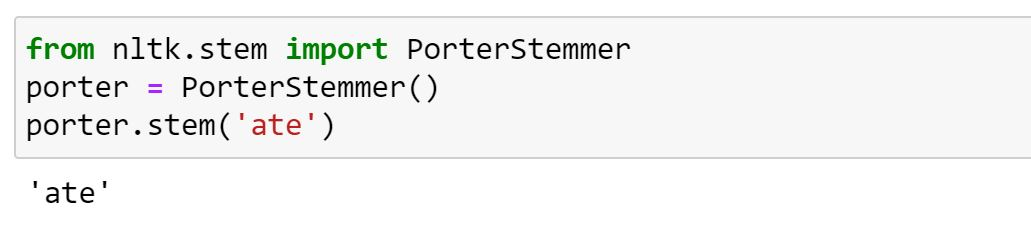 from nltk.stem import PorterStemmer
porter = PorterStemmer()
porter.stem('ate')
'ate'